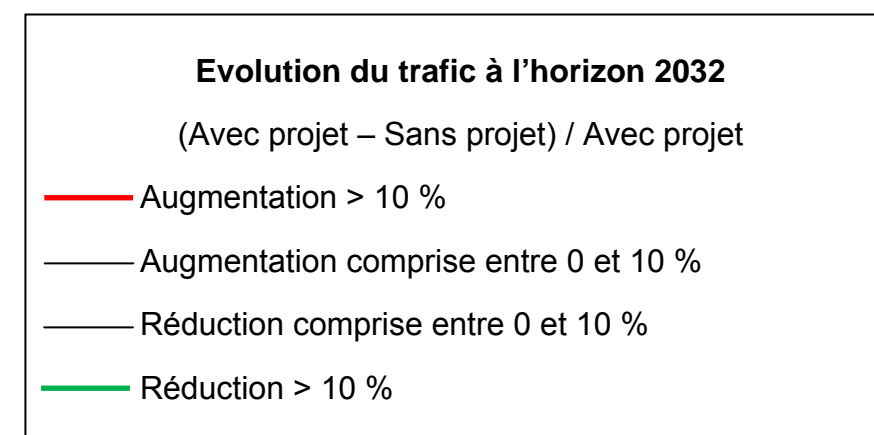 Evolution du trafic à l’horizon 2032
(Avec projet – Sans projet) / Avec projet
Augmentation > 10 %
Augmentation comprise entre 0 et 10 %
Réduction comprise entre 0 et 10 %
Réduction > 10 %